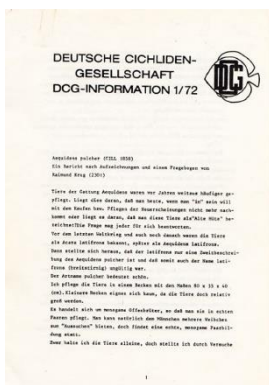 DEUTSCHE CICHLIDEN-
GESELLSCHAFT
DCG-INFORMATION 1/72
DCG
Aequidens pulcher (GILL 1858)
Ein Bericht nach Aufzeichnungen und einem Fragebogen von
Raimund Krug (230)
Tiere der Gattung Aequidens waren vor Jahren weitaus häufiger ge-
pflegt. Liegt dies daran, daß man heute, wenn man "in" sein will
mit dem Kaufen bzw. Pflegen der Neuerscheinungen nicht mehr nach-
kommt oder liegt es daran, daß man diese Tiere als "Alte Hüte" be-
zeichnet? Die Frage mag jeder für sich beantworten.
Vor dem letzten Weltkrieg und auch noch danach waren die Tiere
als Acara latifrons bekannt, später als Aequidens latifrons.
Dann stellte sich heraus, daß der latifrons nur eine Zweitbeschrei-
bung des Aequidens pulcher ist und daß somit auch der Name lati-
frons (breitstirnig) ungültig war.
Der Artname pulcher bedeutet schön.
Ich pflege die Tiere in einem Becken mit den Maßen 80 x 35 x 40
cm. Kleinere Becken eignen sich kaum, da die Tiere doch relativ
groß werden.
Es handelt sich um monogame Offenbrüter, so daß man sie in echten
Paaren pflegt. Man kann natürlich dem Männchen mehrere Weibchen
zum "Aussuchen" bieten, doch findet eine echte, monogame Paarbil-
dung statt.
Zwar halte ich die Tiere alleine, doch stellte ich durch Versuche
1